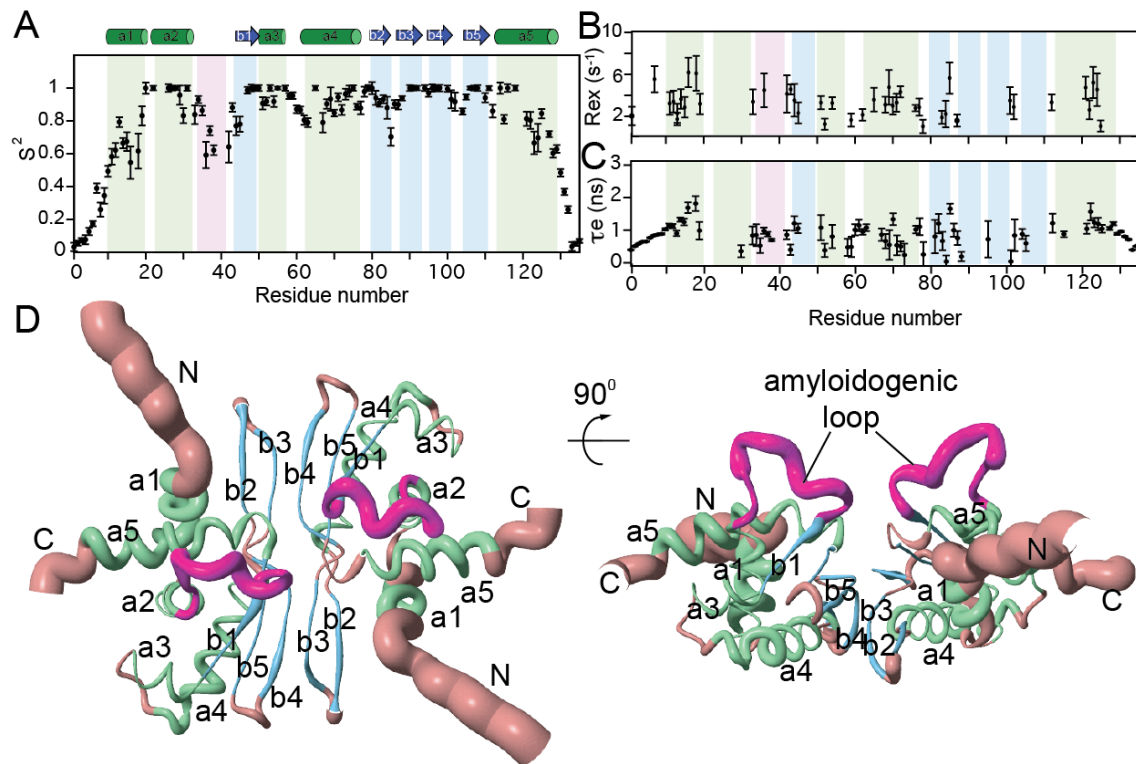 A
a1 a2 b1 a3 a4 b2 b3 b4 b5 a5
S2
1
0.8
0.6
0.4
0.2
0
0 20 40 60 80 100 120
Residue number
B
Rex (s-1)
10
6
2
C
τe (ns)
3
2
1
0
0 20 40 60 80 100 120
Residue number
D
N
a4
b3
b5
a3
b4
b1
a1
b2
a2
C
a5
C
a2
a5
b1
b2
a1
a3
b3
b5
b4
N
a4
90⁰
amyloidogenic
loop
N
a5
a5
N
a1
b1
C
b5
a1
a3
b3
C
b4
b2
a4
a4